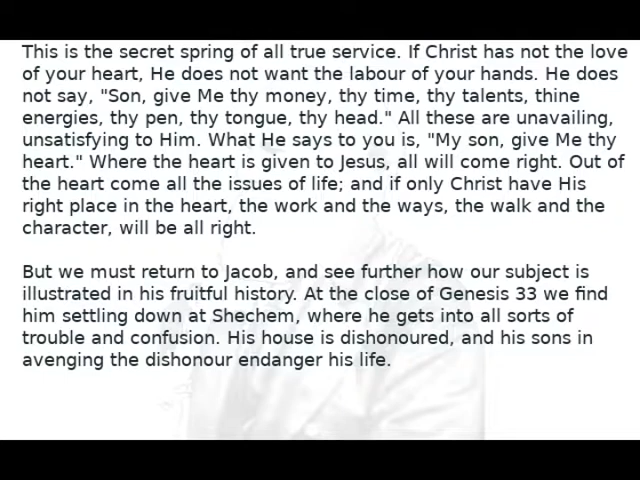 This is the secret spring of all true service. If Christ has not the love
of your heart, He does not want the labour of your hands. He does
not say, "Son, give Me thy money, thy time, thy talents, thine
energies, thy pen, thy tongue, thy head." All these are unavailing,
unsatisfying to Him. What He says to you is, "My son, give Me thy
heart." Where the heart is given to Jesus, all will come right. Out of
the heart come all the issues of life; and if only Christ have His
right place in the heart, the work and the ways, the walk and the
character, will be all right.
But we must return to Jacob, and see further how our subject is
illustrated in his fruitful history. At the close of Genesis 33 we find
him settling down at Shechem, where he gets into all sorts of
trouble and confusion. His house is dishonoured, and his sons in
avenging the dishonour endanger his life.